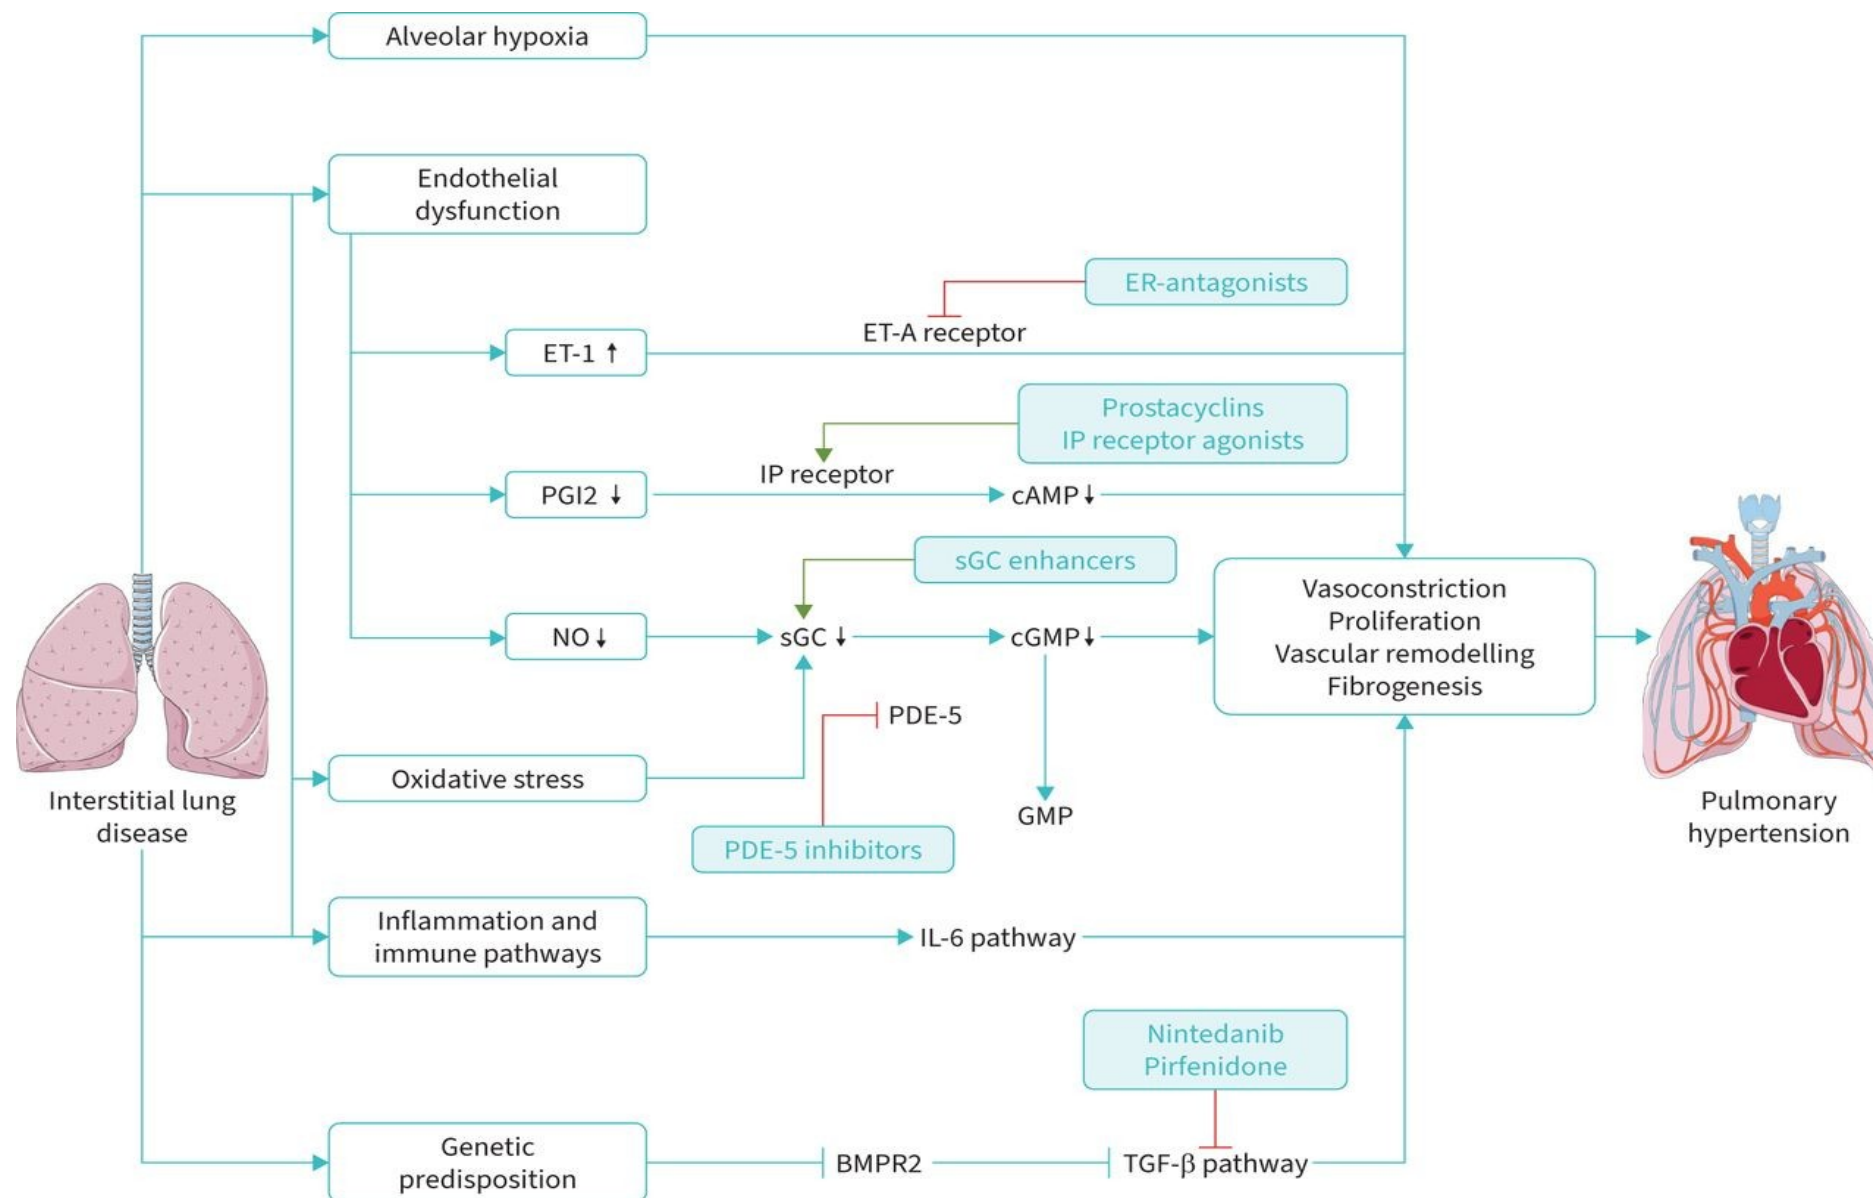 Alveolar hypoxia
Endothelial
dysfunction
ER-antagonists
ET-A receptor
ET-1 ↑
Prostacyclins
IP receptor agonists
IP receptor
PGI2 ↓
cAMP ↓
sGC enhancers
NO ↓
sGC ↓
cGMP ↓
Vasoconstriction
Proliferation
Vascular remodelling
Fibrogenesis
PDE-5
Oxidative stress
GMP
PDE-5 inhibitors
Interstitial lung
disease
Pulmonary
hypertension
Inflammation and
immune pathways
IL-6 pathway
Nintedanib
Pirfenidone
Genetic
predisposition
BMPR2
TGF-β pathway